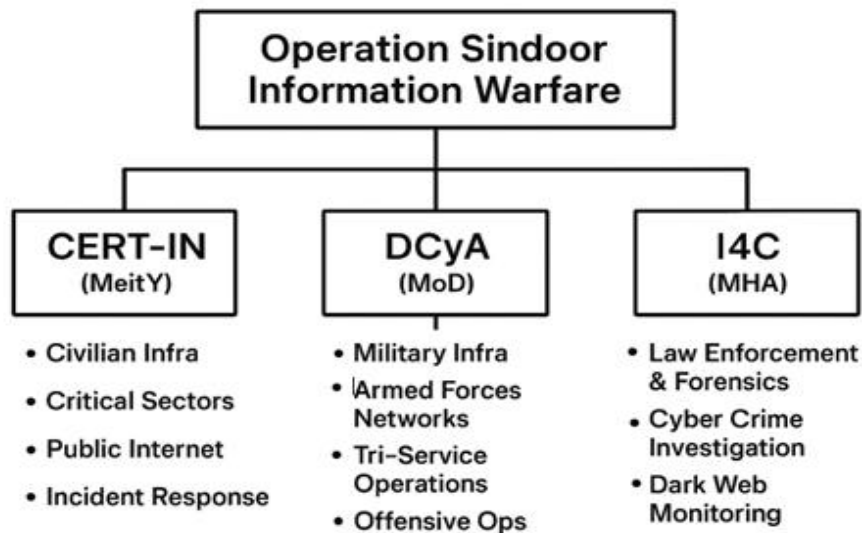 Operation Sindoor
Information Warfare
CERT-IN
(MeitY)
• Civilian Infra
• Critical Sectors
• Public Internet
• Incident Response
DCyA
(MoD)
• Military Infra
• Armed Forces
Networks
• Tri-Service
Operations
• Offensive Ops
I4C
(MHA)
• Law Enforcement
& Forensics
• Cyber Crime
Investigation
• Dark Web
Monitoring